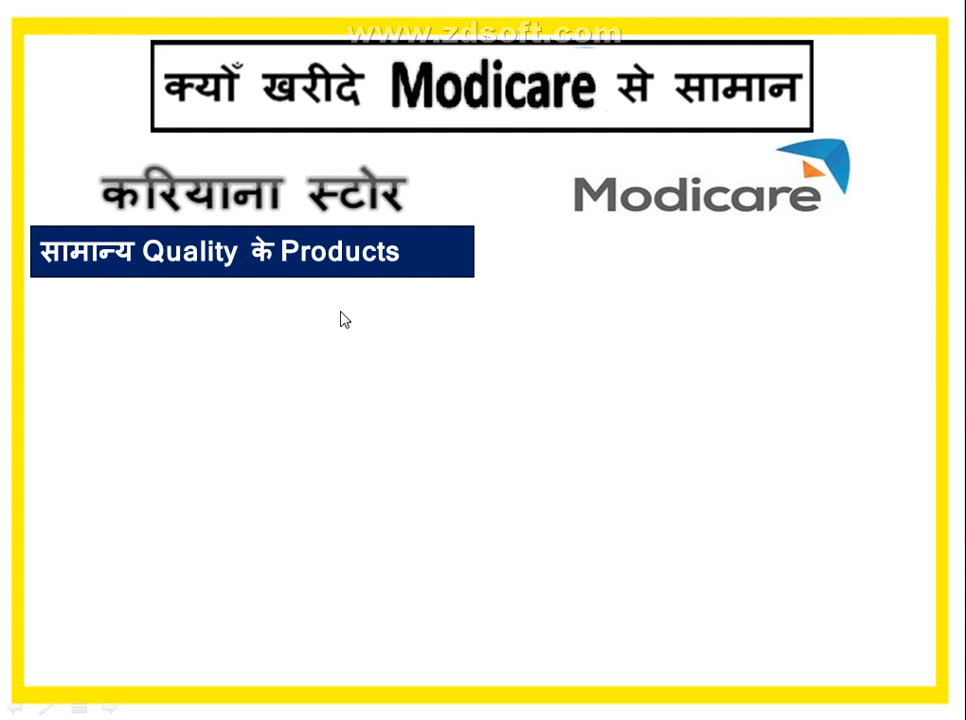 www.zdsoft.com
क्योँ खरीदे Modicare से सामान
करियाना स्टोर
Modicare
सामान्य Quality के Products